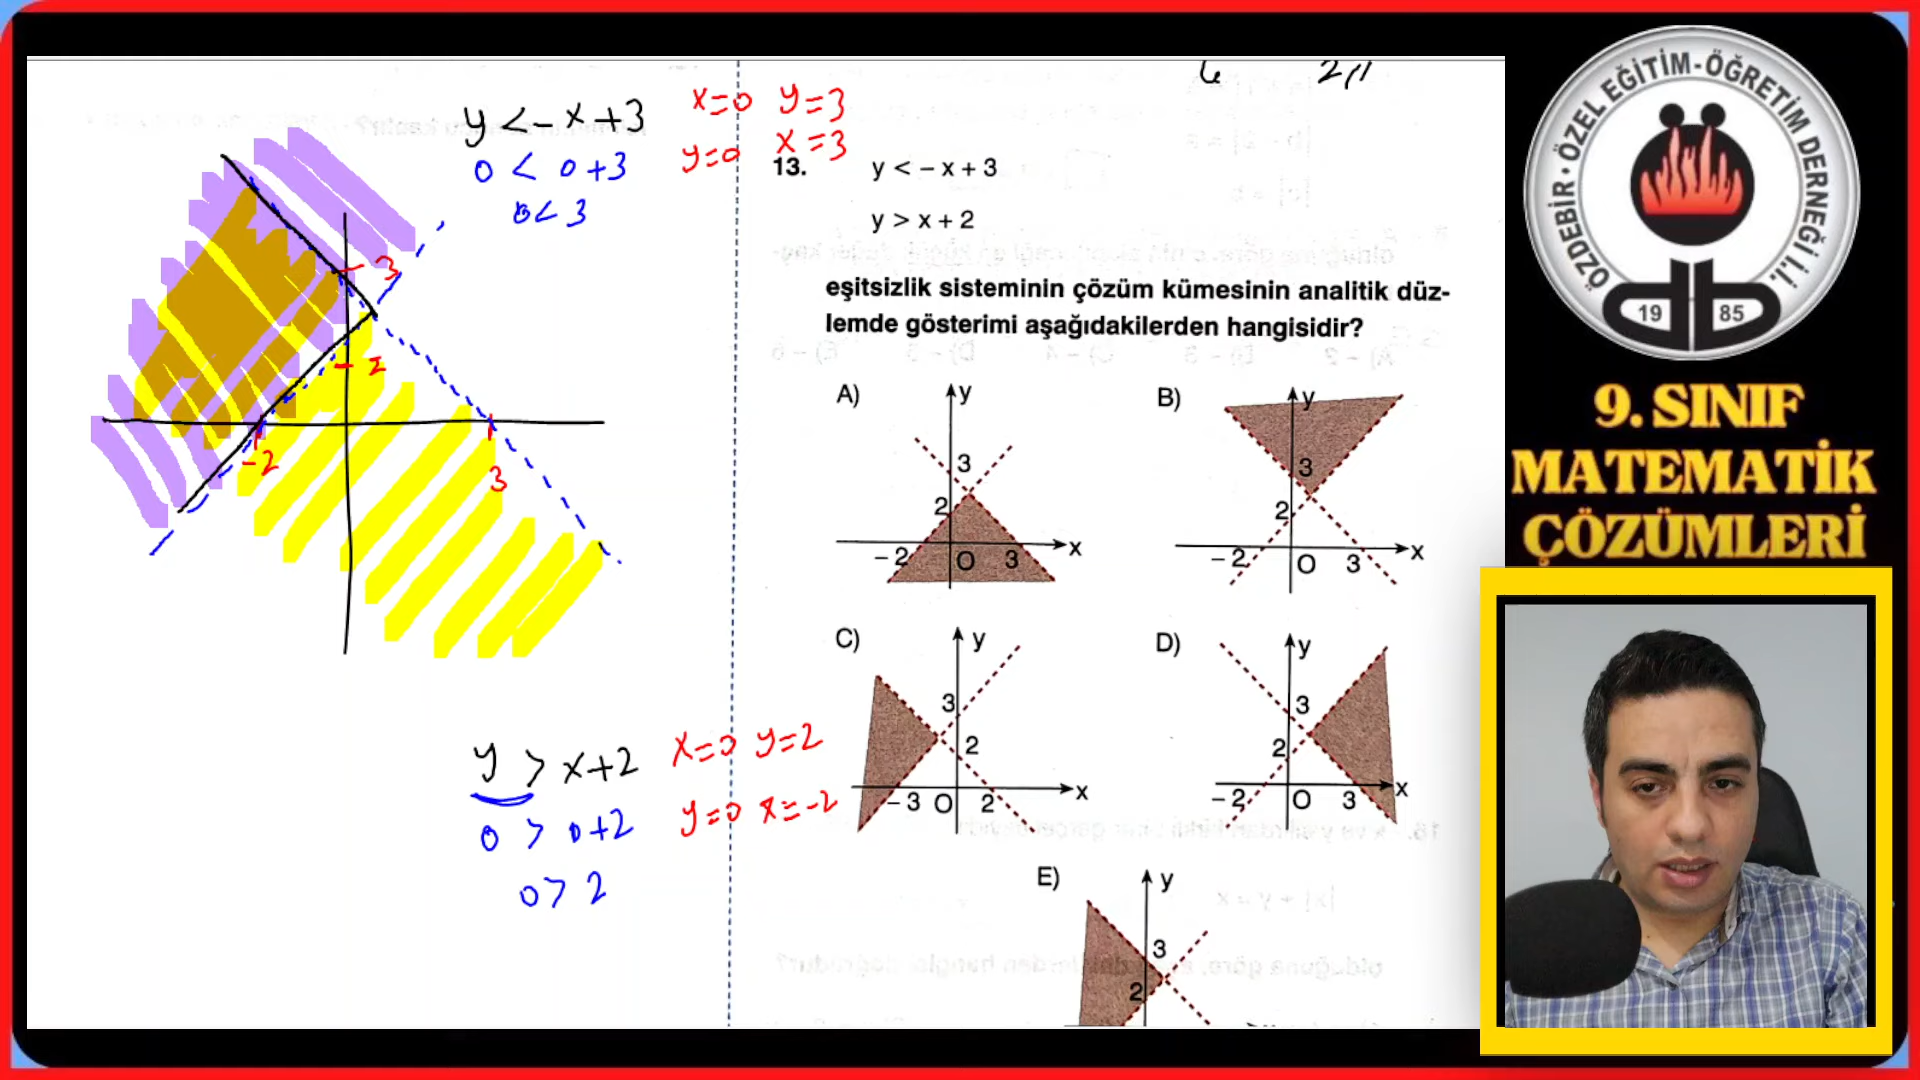 y < - x + 3
0 < 0 + 3
0 < 3
x=0 y=3
y=0 x=3
3
2
-2
3
y > x+2
0 > 0+2
0 > 2
x=0 y=2
y=0 x=-2
2//
13. y < – x + 3
y > x + 2
eşitsizlik sisteminin çözüm kümesinin analitik düz-
lemde gösterimi aşağıdakilerden hangisidir?
A)
y
3
2
– 2 O 3 x
B)
y
3
2
– 2 O 3 x
C)
y
3
2
– 3 O 2 x
D)
y
3
2
– 2 O 3 x
E)
y
3
2
ÖZDEBİR · ÖZEL EĞİTİM-ÖĞRETİM DERNEĞİ İ.İ.
19 85
9. SINIF
MATEMATİK
ÇÖZÜMLERİ